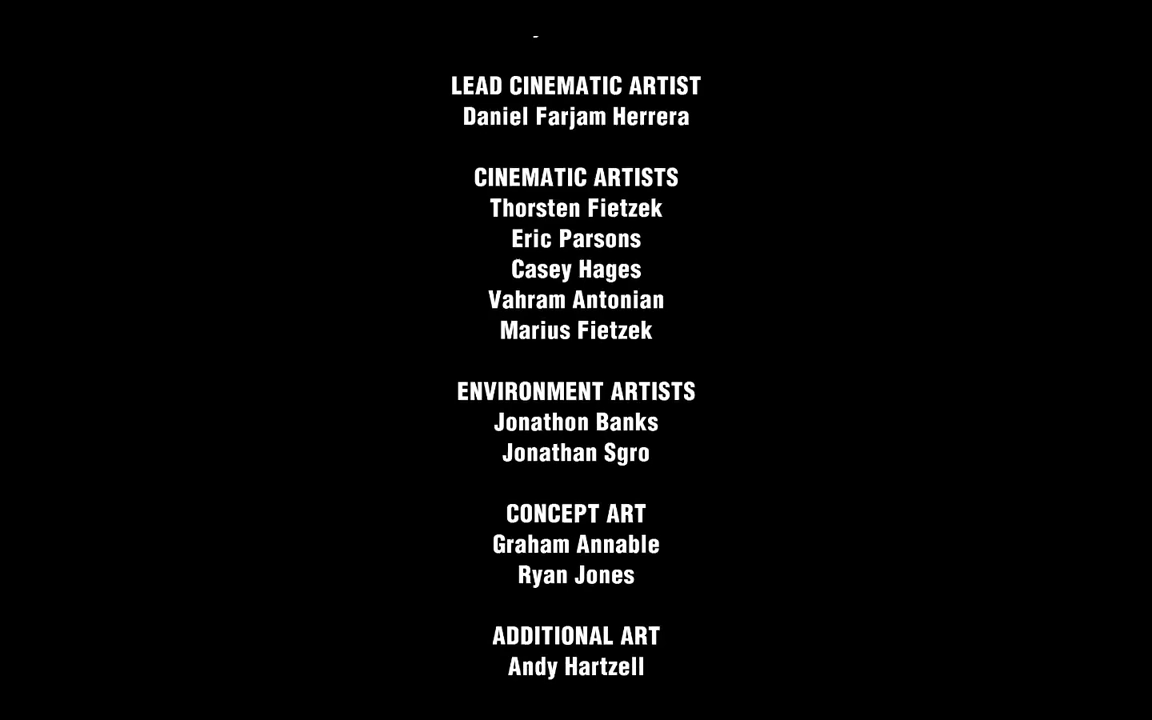 LEAD CINEMATIC ARTIST
Daniel Farjam Herrera
CINEMATIC ARTISTS
Thorsten Fietzek
Eric Parsons
Casey Hages
Vahram Antonian
Marius Fietzek
ENVIRONMENT ARTISTS
Jonathon Banks
Jonathan Sgro
CONCEPT ART
Graham Annable
Ryan Jones
ADDITIONAL ART
Andy Hartzell